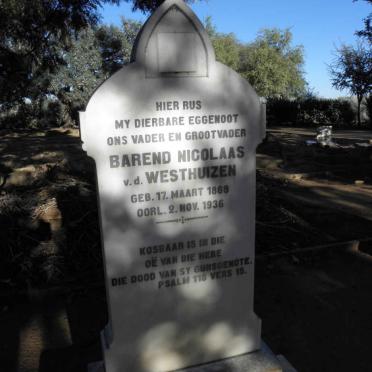 HIER RUS
MY DIERBARE EGGENOOT
ONS VADER EN GROOTVADER
BAREND NICOLAAS
v.d. WESTHUIZEN
GEB. 17. MAART 1869
OORL. 2. NOV. 1936
KOSBAAR IS IN DIE
OË VAN DIE HERE
DIE DOOD VAN SY GUNSGENOTE.
PSALM 116 VERS 15.